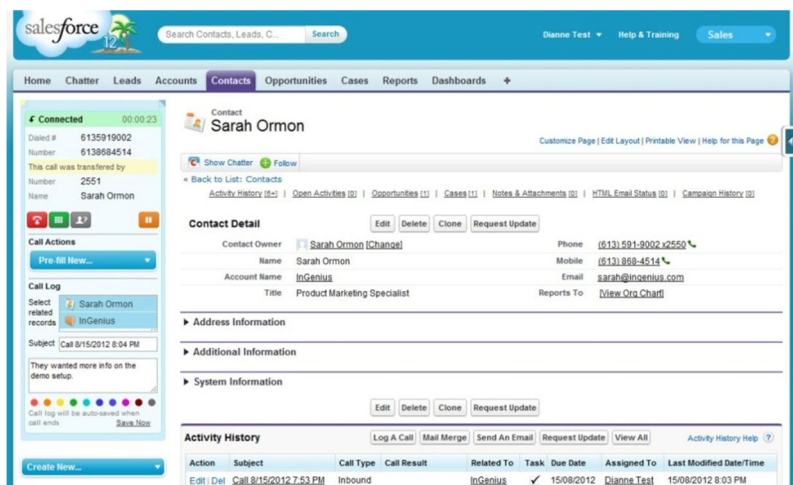 salesforce
12
Search Contacts, Leads, C...
Search
Dianne Test
Help & Training
Sales
Home Chatter Leads Accounts Contacts Opportunities Cases Reports Dashboards +
Connected 00:00:23
Dialed # 6135919002
Number 6138684514
This call was transfered by
Number 2551
Name Sarah Ormon
Call Actions
Pre-fill New...
Call Log
Select related records
Sarah Ormon
InGenius
Subject Call 8/15/2012 8:04 PM
They wanted more info on the
demo setup.
Call log will be auto-saved when
call ends Save Now
Create New...
Contact
Sarah Ormon
Customize Page | Edit Layout | Printable View | Help for this Page
Show Chatter Follow
« Back to List: Contacts
Activity History [5+] | Open Activities [0] | Opportunities [1] | Cases [1] | Notes & Attachments [0] | HTML Email Status [0] | Campaign History [0]
Contact Detail Edit Delete Clone Request Update
Contact Owner Sarah Ormon [Change] Phone (613) 591-9002 x2550
Name Sarah Ormon Mobile (613) 868-4514
Account Name InGenius Email sarah@ingenius.com
Title Product Marketing Specialist Reports To [View Org Chart]
Address Information
Additional Information
System Information
Edit Delete Clone Request Update
Activity History Log A Call Mail Merge Send An Email Request Update View All Activity History Help ?
Action Subject Call Type Call Result Related To Task Due Date Assigned To Last Modified Date/Time
Edit | Del Call 8/15/2012 7:53 PM Inbound InGenius ✓ 15/08/2012 Dianne Test 15/08/2012 8:03 PM